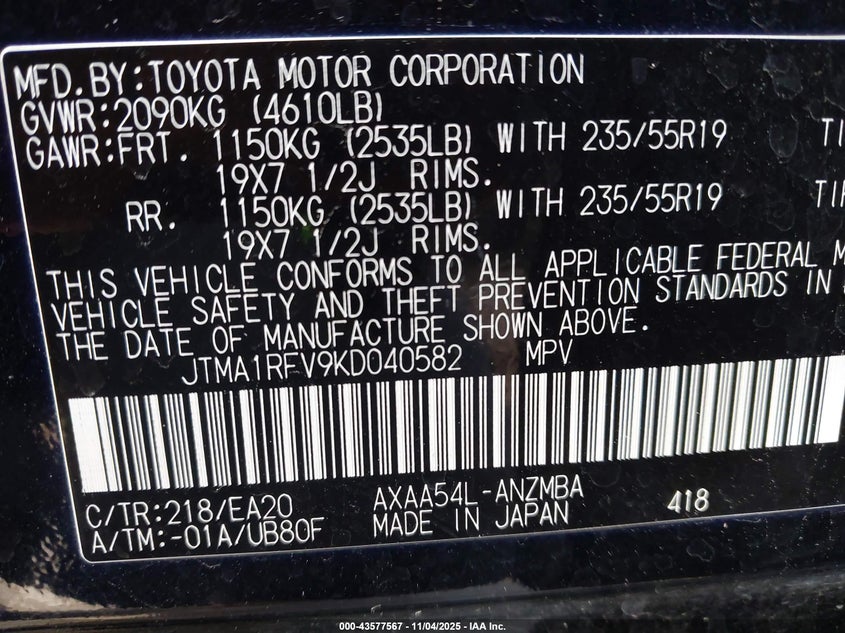 MFD.BY:TOYOTA MOTOR CORPORATION
GVWR:2090KG (4610LB)
GAWR:FRT. 1150KG (2535LB) WITH 235/55R19
19X7 1/2J RIMS.
RR. 1150KG (2535LB) WITH 235/55R19
19X7 1/2J RIMS.
THIS VEHICLE CONFORMS TO ALL APPLICABLE FEDERAL
VEHICLE SAFETY AND THEFT PREVENTION STANDARDS IN
THE DATE OF MANUFACTURE SHOWN ABOVE.
JTMA1RFV9KD040582 MPV
C/TR:218/EA20 AXAA54L-ANZMBA 418
A/TM:-01A/UB80F MADE IN JAPAN
000-43577567 - 11/04/2025 - IAA Inc.